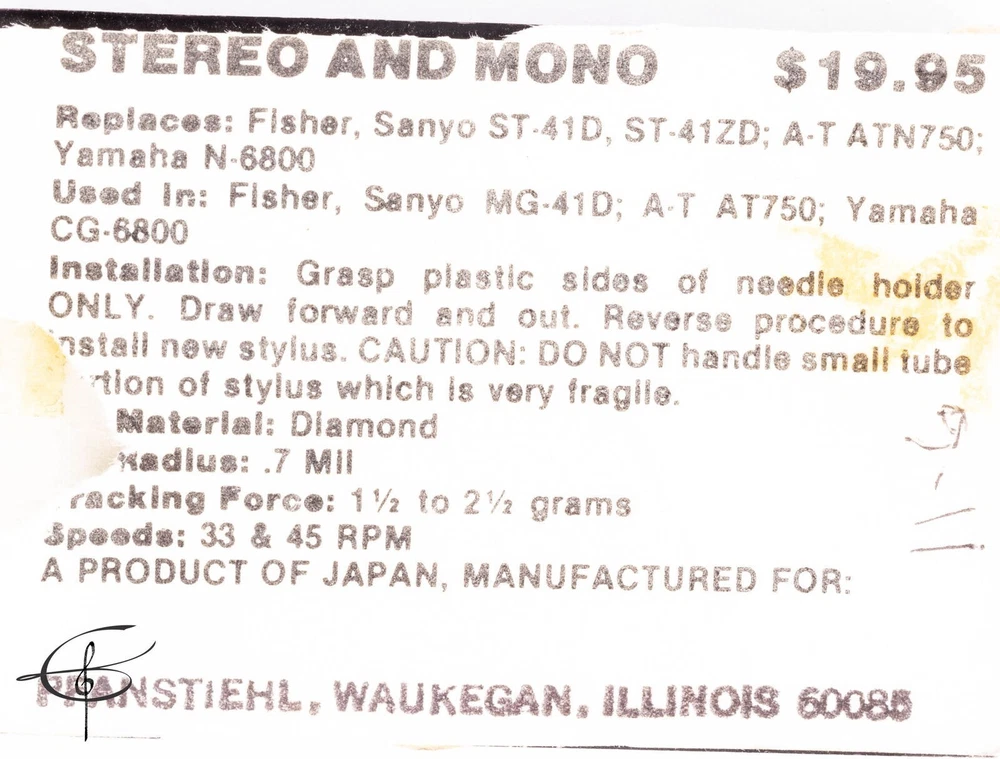 STEREO AND MONO $19.95
Replaces: Fisher, Sanyo ST-41D, ST-41ZD; A-T ATN750;
Yamaha N-6800
Used In: Fisher, Sanyo MG-41D; A-T AT750; Yamaha
CG-6800
Installation: Grasp plastic sides of needle holder
ONLY. Draw forward and out. Reverse procedure to
nstall new stylus. CAUTION: DO NOT handle small tube
rtion of stylus which is very fragile.
Material: Diamond
Radius: .7 Mil
racking Force: 1½ to 2½ grams
Speeds: 33 & 45 RPM
A PRODUCT OF JAPAN, MANUFACTURED FOR:
PFANSTIEHL, WAUKEGAN, ILLINOIS 60085